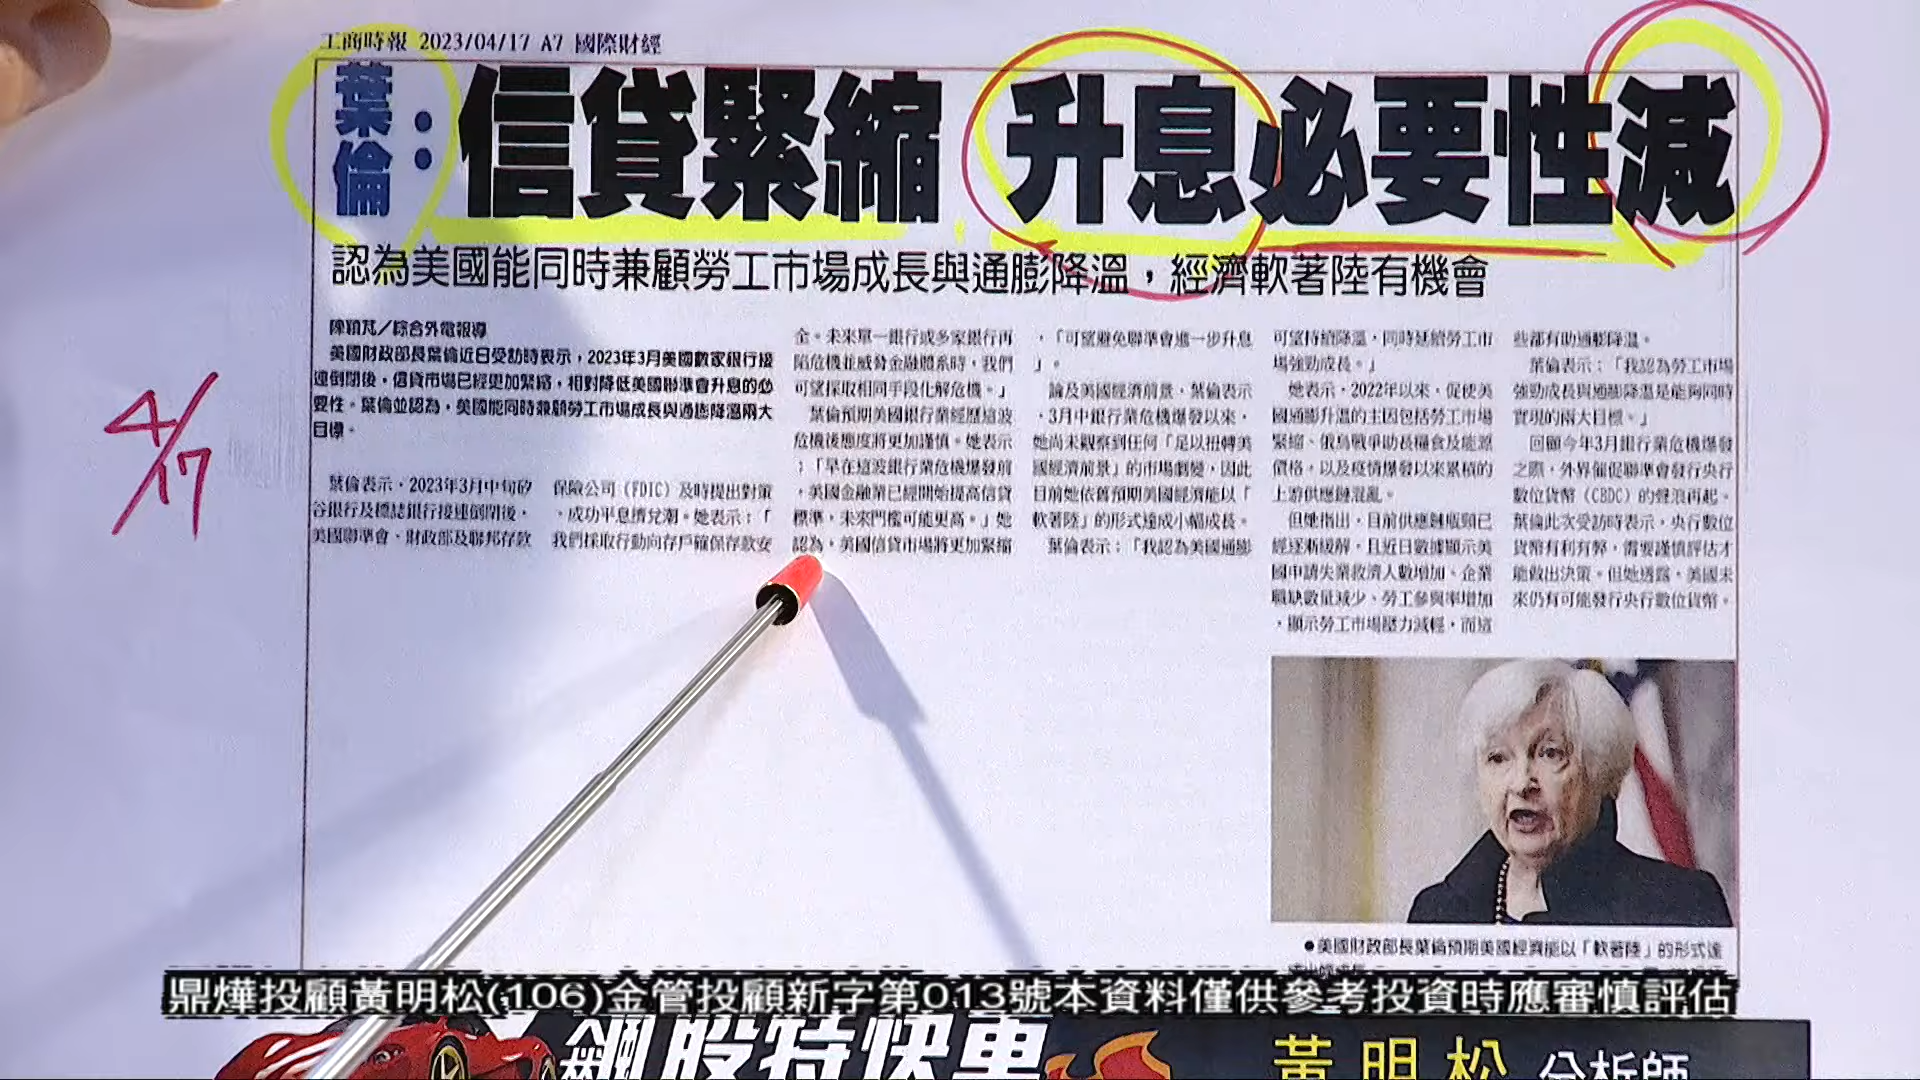 工商時報 2023/04/17 A7 國際財經
葉倫：信貸緊縮 升息必要性減
認為美國能同時兼顧勞工市場成長與通膨降溫，經濟軟著陸有機會
4/17
陳穎芃／綜合外電報導
美國財政部長葉倫近日受訪時表示，2023年3月美國數家銀行接
連倒閉後，信貸市場已經更加緊縮，相對降低美國聯準會升息的必
要性。葉倫並認為，美國能同時兼顧勞工市場成長與通膨降溫兩大
目標。
葉倫表示，2023年3月中旬矽
谷銀行及標誌銀行接連倒閉後，
美國聯準會、財政部及聯邦存款
保險公司（FDIC）及時提出對策
，成功平息擠兌潮。她表示：「
我們採取行動向存戶確保存款安
全。未來單一銀行或多家銀行再
陷危機並威脅金融體系時，我們
可望採取相同手段化解危機。」
葉倫預期美國銀行業經歷這波
危機後態度將更加謹慎。她表示
：「早在這波銀行業危機爆發前
，美國金融業已經開始提高信貸
標準，未來門檻可能更高。」她
認為，美國信貸市場將更加緊縮
，「可望避免聯準會進一步升息
」。
論及美國經濟前景，葉倫表示
，3月中銀行業危機爆發以來，
她尚未觀察到任何「足以扭轉美
國經濟前景」的市場劇變，因此
目前她依舊預期美國經濟能以「
軟著陸」的形式達成小幅成長。
葉倫表示：「我認為美國通膨
可望持續降溫，同時延續勞工市
場強勁成長。」
她表示，2022年以來，促使美
國通膨升溫的主因包括勞工市場
緊縮、俄烏戰爭助長糧食及能源
價格，以及疫情爆發以來累積的
上游供應鏈混亂。
但她指出，目前供應鏈瓶頸已
經逐漸緩解，且近日數據顯示美
國申請失業救濟人數增加、企業
職缺數量減少、勞工參與率增加
，顯示勞工市場壓力減輕，而這
些都有助通膨降溫。
葉倫表示：「我認為勞工市場
強勁成長與通膨降溫是能夠同時
實現的兩大目標。」
回顧今年3月銀行業危機爆發
之際，外界催促聯準會發行央行
數位貨幣（CBDC）的聲浪再起。
葉倫此次受訪時表示，央行數位
貨幣有利有弊，需要謹慎評估才
能做出決策。但她透露，美國未
來仍有可能發行央行數位貨幣。
●美國財政部長葉倫預期美國經濟能以「軟著陸」的形式達
鼎燁投顧黃明松(106)金管投顧新字第013號本資料僅供參考投資時應審慎評估
飆股特快車
黃明松 分析師